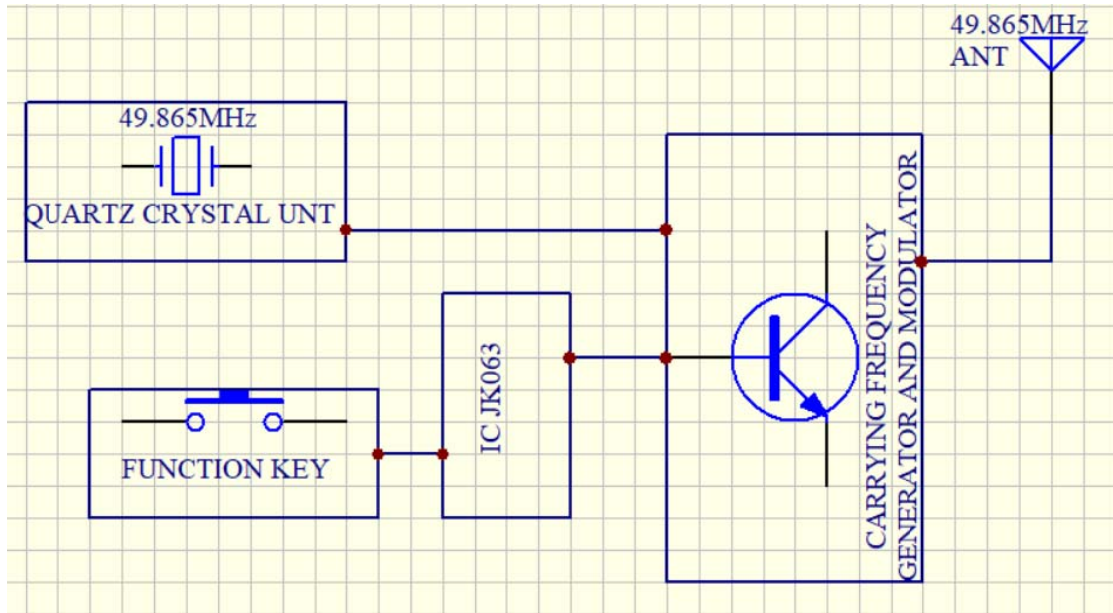 49.865MHz
ANT
49.865MHz
QUARTZ CRYSTAL UNT
CARRYING FREQUENCY
GENERATOR AND MODULATOR
IC JK063
FUNCTION KEY